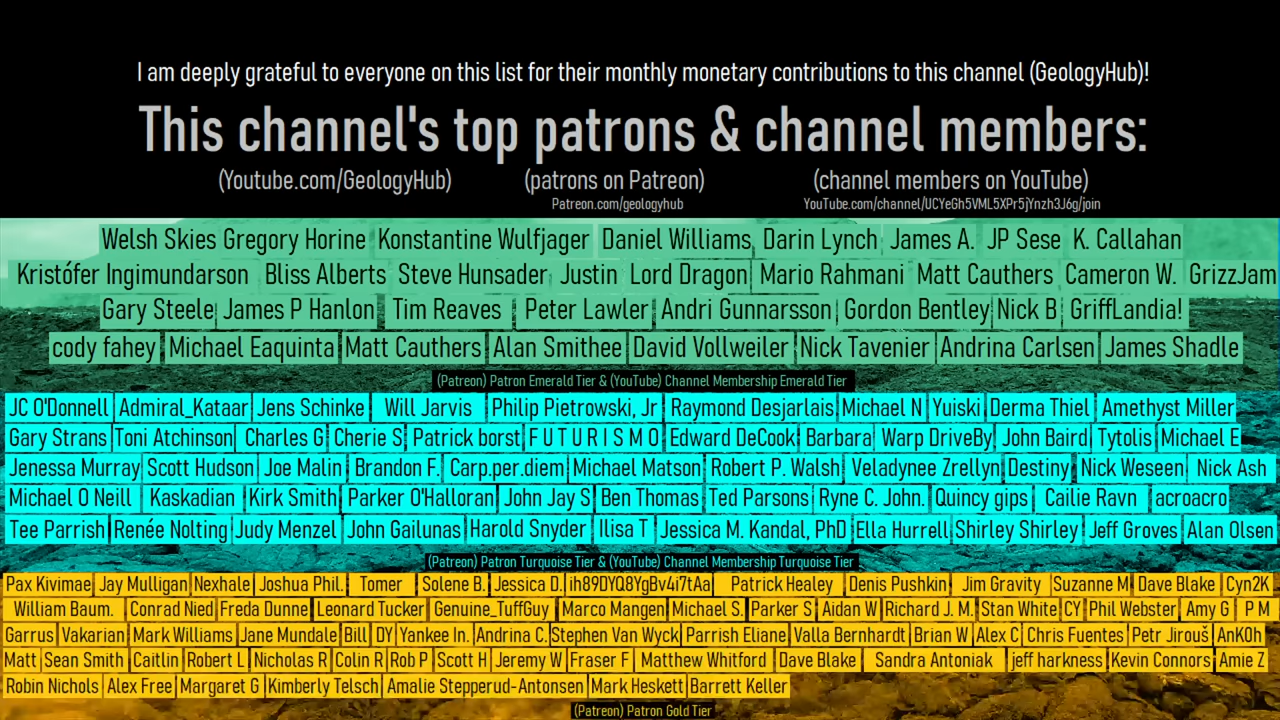 I am deeply grateful to everyone on this list for their monthly monetary contributions to this channel (GeologyHub)!
This channel's top patrons & channel members:
(Youtube.com/GeologyHub) (patrons on Patreon) (channel members on YouTube)
Patreon.com/geologyhub YouTube.com/channel/UCYeGh5VML5XPr5jYnzh3J6g/join
Welsh Skies Gregory Horine Konstantine Wulfjager Daniel Williams Darin Lynch James A. JP Sese K. Callahan
Kristófer Ingimundarson Bliss Alberts Steve Hunsader Justin Lord Dragon Mario Rahmani Matt Cauthers Cameron W. GrizzJam
Gary Steele James P Hanlon Tim Reaves Peter Lawler Andri Gunnarsson Gordon Bentley Nick B GriffLandia!
cody fahey Michael Eaquinta Matt Cauthers Alan Smithee David Vollweiler Nick Tavenier Andrina Carlsen James Shadle
(Patreon) Patron Emerald Tier & (YouTube) Channel Membership Emerald Tier
JC O'Donnell Admiral_Kataar Jens Schinke Will Jarvis Philip Pietrowski, Jr Raymond Desjarlais Michael N Yuiski Derma Thiel Amethyst Miller
Gary Strans Toni Atchinson Charles G Cherie S Patrick borst F U T U R I S M O Edward DeCook Barbara Warp DriveBy John Baird Tytolis Michael E
Jenessa Murray Scott Hudson Joe Malin Brandon F. Carp.per.diem Michael Matson Robert P. Walsh Veladynee Zrellyn Destiny Nick Weseen Nick Ash
Michael O Neill Kaskadian Kirk Smith Parker O'Halloran John Jay S Ben Thomas Ted Parsons Ryne C. John. Quincy gips Cailie Ravn acroacro
Tee Parrish Renée Nolting Judy Menzel John Gailunas Harold Snyder Ilisa T Jessica M. Kandal, PhD Ella Hurrell Shirley Shirley Jeff Groves Alan Olsen
(Patreon) Patron Turquoise Tier & (YouTube) Channel Membership Turquoise Tier
Pax Kivimae Jay Mulligan Nexhale Joshua Phil. Tomer Solene B. Jessica D. ih89DYQ8YgBv4i7tAa Patrick Healey Denis Pushkin Jim Gravity Suzanne M Dave Blake Cyn2K
William Baum. Conrad Nied Freda Dunne Leonard Tucker Genuine_TuffGuy Marco Mangen Michael S. Parker S Aidan W Richard J. M. Stan White CY Phil Webster Amy G P M
Garrus Vakarian Mark Williams Jane Mundale Bill DY Yankee In. Andrina C. Stephen Van Wyck Parrish Eliane Valla Bernhardt Brian W Alex C Chris Fuentes Petr Jirouš AnK0h
Matt Sean Smith Caitlin Robert L Nicholas R Colin R Rob P Scott H Jeremy W Fraser F Matthew Whitford Dave Blake Sandra Antoniak jeff harkness Kevin Connors Amie Z
Robin Nichols Alex Free Margaret G Kimberly Telsch Amalie Stepperud-Antonsen Mark Heskett Barrett Keller
(Patreon) Patron Gold Tier